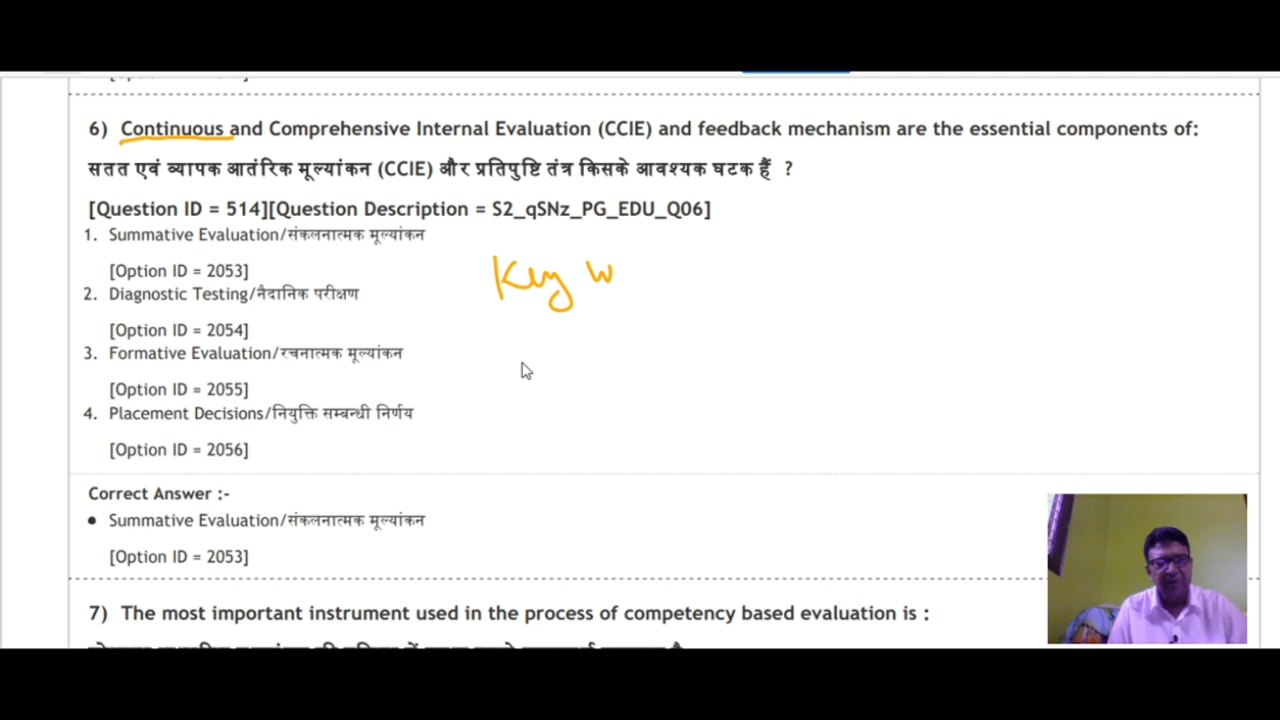 6) Continuous and Comprehensive Internal Evaluation (CCIE) and feedback mechanism are the essential components of:
सतत एवं व्यापक आतंरिक मूल्यांकन (CCIE) और प्रतिपुष्टि तंत्र किसके आवश्यक घटक हैं ?
[Question ID = 514][Question Description = S2_qSNz_PG_EDU_Q06]
1. Summative Evaluation/संकलनात्मक मूल्यांकन
[Option ID = 2053]
2. Diagnostic Testing/नैदानिक परीक्षण
[Option ID = 2054]
3. Formative Evaluation/रचनात्मक मूल्यांकन
[Option ID = 2055]
4. Placement Decisions/नियुक्ति सम्बन्धी निर्णय
[Option ID = 2056]
Key w
Correct Answer :-
• Summative Evaluation/संकलनात्मक मूल्यांकन
[Option ID = 2053]
7) The most important instrument used in the process of competency based evaluation is :